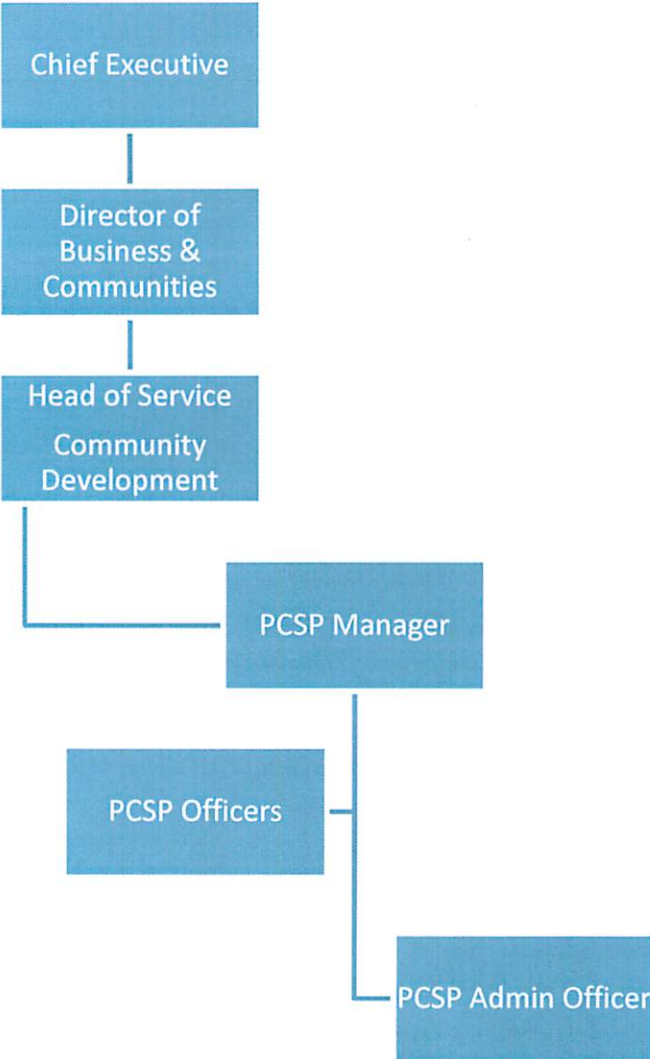 Chief Executive
Director of
Business &
Communities
Head of Service
Community
Development
PCSP Manager
PCSP Officers
PCSP Admin Officer